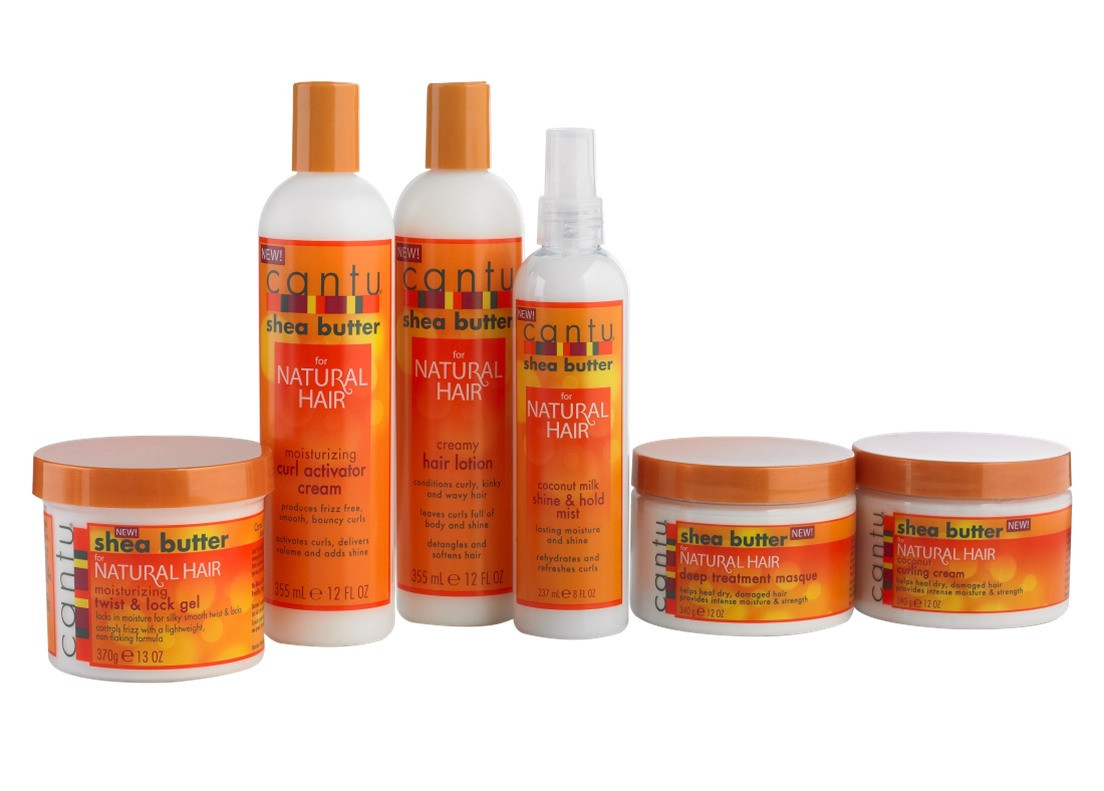 NEW!
cantu
shea butter
for
NATURAL HAIR
moisturizing
twist & lock gel
locks in moisture for silky smooth twist & locks
controls frizz with a lightweight,
non-flaking formula
370g e 13 OZ
NEW!
cantu
shea butter
for
NATURAL
HAIR
moisturizing
curl activator
cream
produces frizz free,
smooth, bouncy curls
activates curls, delivers
volume and adds shine
355 mL e 12 FL OZ
NEW!
cantu
shea butter
for
NATURAL
HAIR
creamy
hair lotion
conditions curly, kinky
and wavy hair
leaves curls full of
body and shine
detangles and
softens hair
355 mL e 12 FL OZ
NEW!
cantu
shea butter
for
NATURAL
HAIR
coconut milk
shine & hold
mist
lasting moisture
and shine
rehydrates and
refreshes curls
237 mL e 8 FL OZ
cantu
shea butter NEW!
for
NATURAL HAIR
deep treatment masque
helps heal dry, damaged hair
provides intense moisture & strength
340 g e 12 OZ
cantu
shea butter NEW!
for
NATURAL HAIR
coconut
curling cream
helps heal dry, damaged hair
provides intense moisture & strength
340 g e 12 OZ